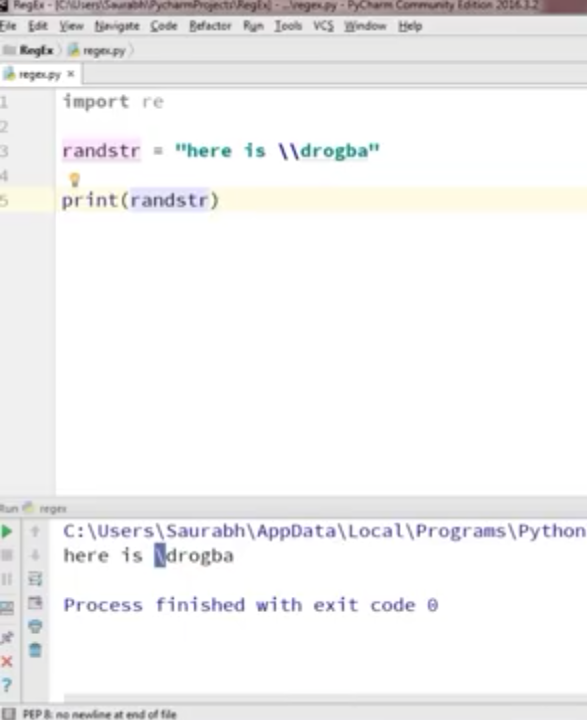 RegEx - [C:\Users\Saurabh\PycharmProjects\RegEx] - ...\regex.py - PyCharm Community Edition 2016.3.2
File Edit View Navigate Code Refactor Run Tools VCS Window Help
RegEx regex.py
regex.py ×
1 import re
2
3 randstr = "here is \\drogba"
4
5 print(randstr)
Run regex
C:\Users\Saurabh\AppData\Local\Programs\Python
here is \drogba
Process finished with exit code 0
PEP 8: no newline at end of file